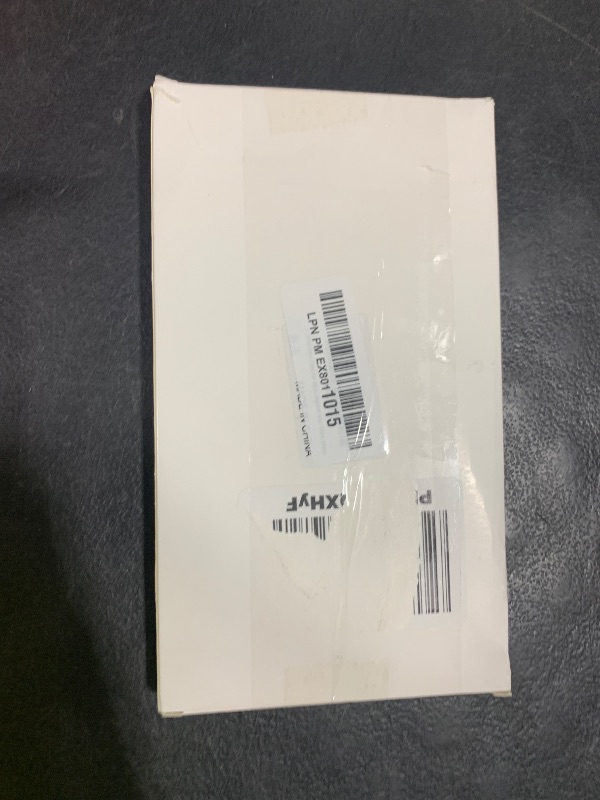 LPN PM EX8011015
MADE IN CHINA
XHyF
P